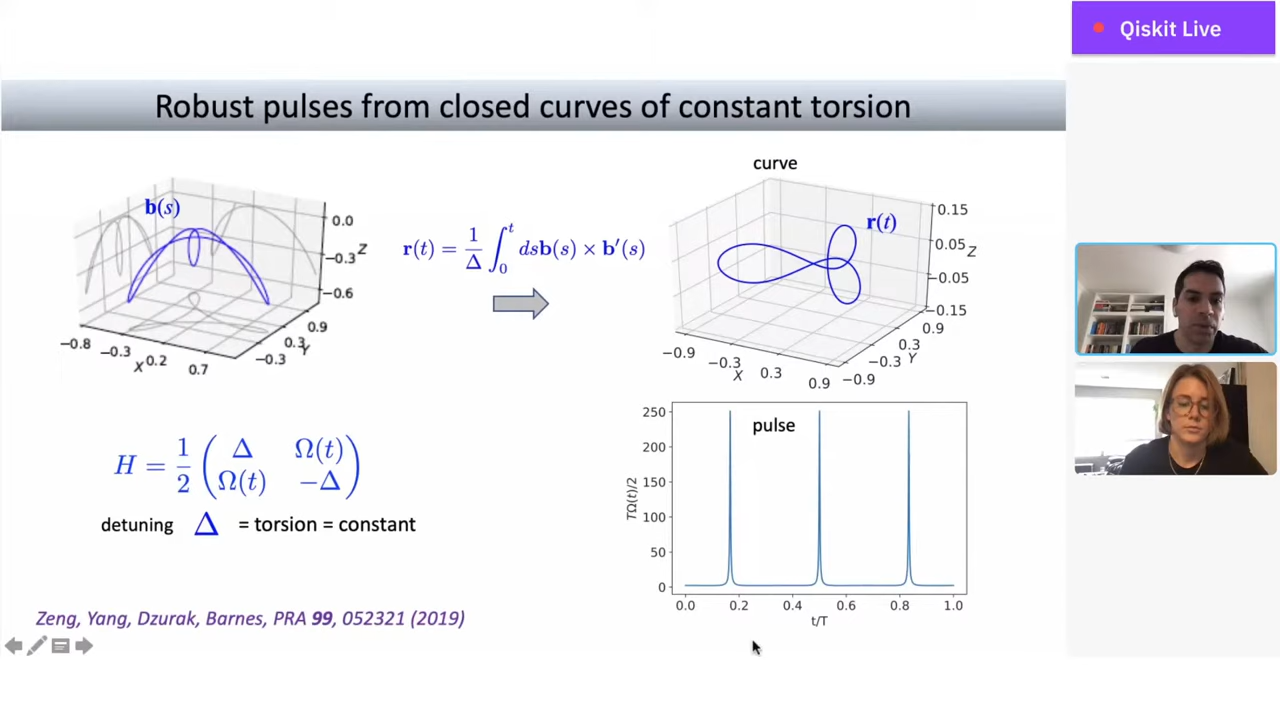 Qiskit Live
Robust pulses from closed curves of constant torsion
b(s)
0.0
−0.3
−0.6
Z
0.9
0.3
−0.3
Y
−0.8
−0.3
0.2
0.7
X
r(t) = 1/Δ ∫₀ᵗ dsb(s) × b′(s)
curve
r(t)
0.15
0.05
−0.05
−0.15
Z
0.9
0.3
−0.3
−0.9
Y
−0.9
−0.3
0.3
0.9
X
H = 1/2 ( Δ Ω(t)
Ω(t) −Δ )
detuning Δ = torsion = constant
pulse
250
200
150
100
50
0
TΩ(t)/2
0.0 0.2 0.4 0.6 0.8 1.0
t/T
Zeng, Yang, Dzurak, Barnes, PRA 99, 052321 (2019)